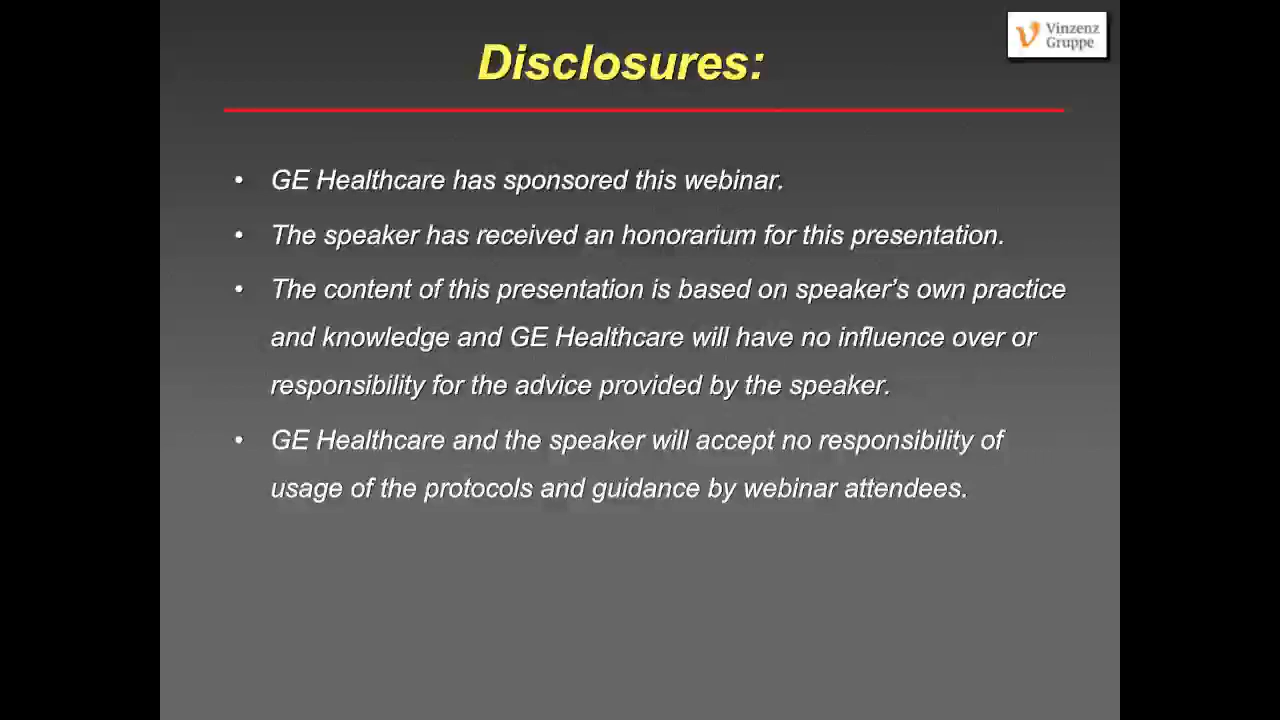 Vinzenz
Gruppe
Disclosures:
• GE Healthcare has sponsored this webinar.
• The speaker has received an honorarium for this presentation.
• The content of this presentation is based on speaker’s own practice
and knowledge and GE Healthcare will have no influence over or
responsibility for the advice provided by the speaker.
• GE Healthcare and the speaker will accept no responsibility of
usage of the protocols and guidance by webinar attendees.